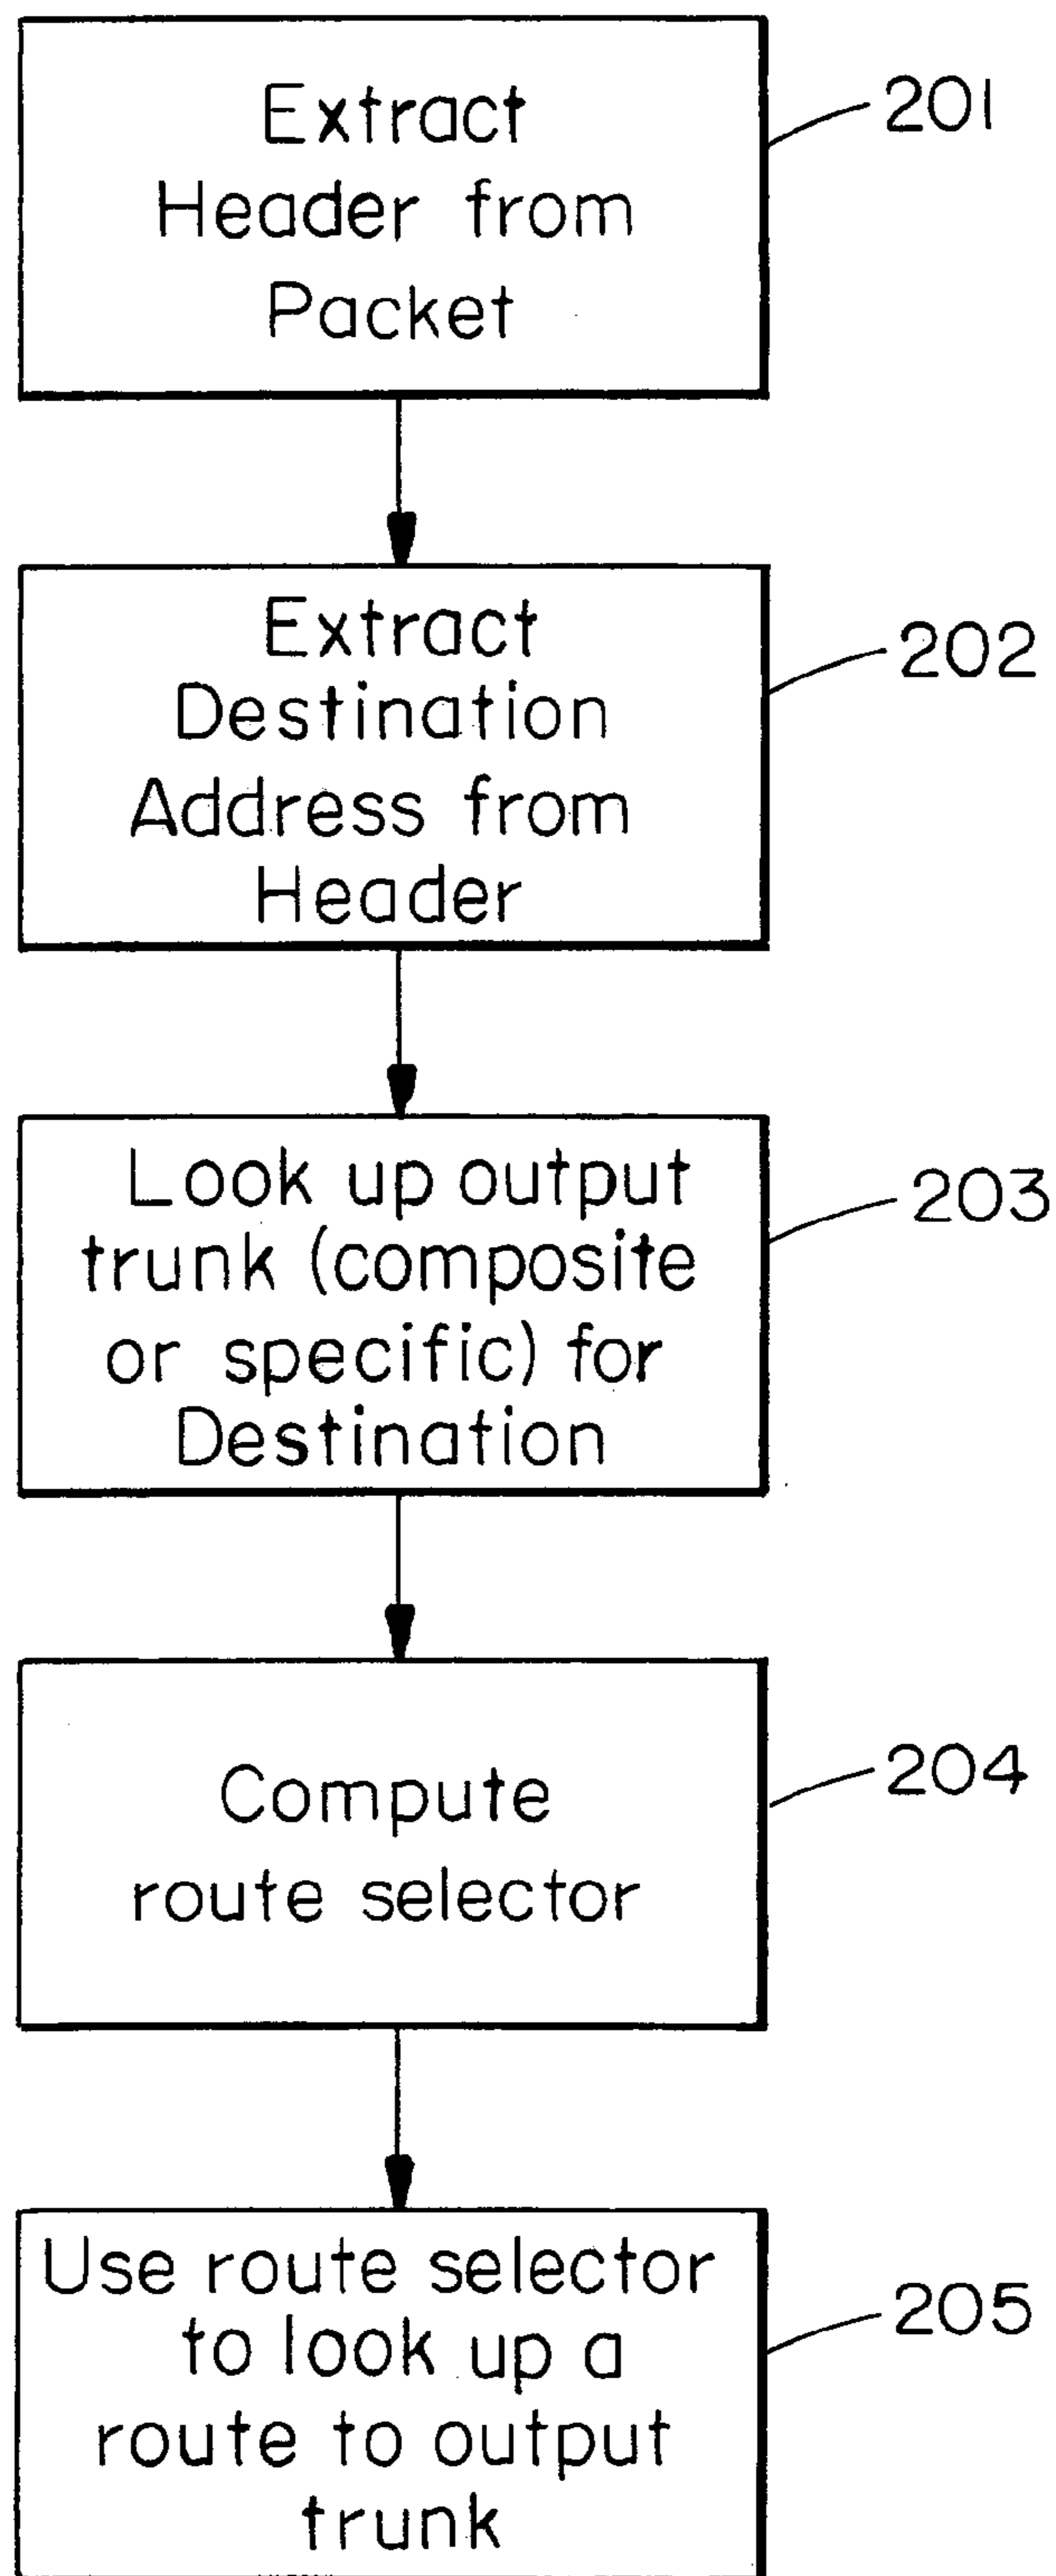 Extract
Header from
Packet
201
Extract
Destination
Address from
Header
202
Look up output
trunk (composite
or specific) for
Destination
203
Compute
route selector
204
Use route selector
to look up a
route to output
trunk
205